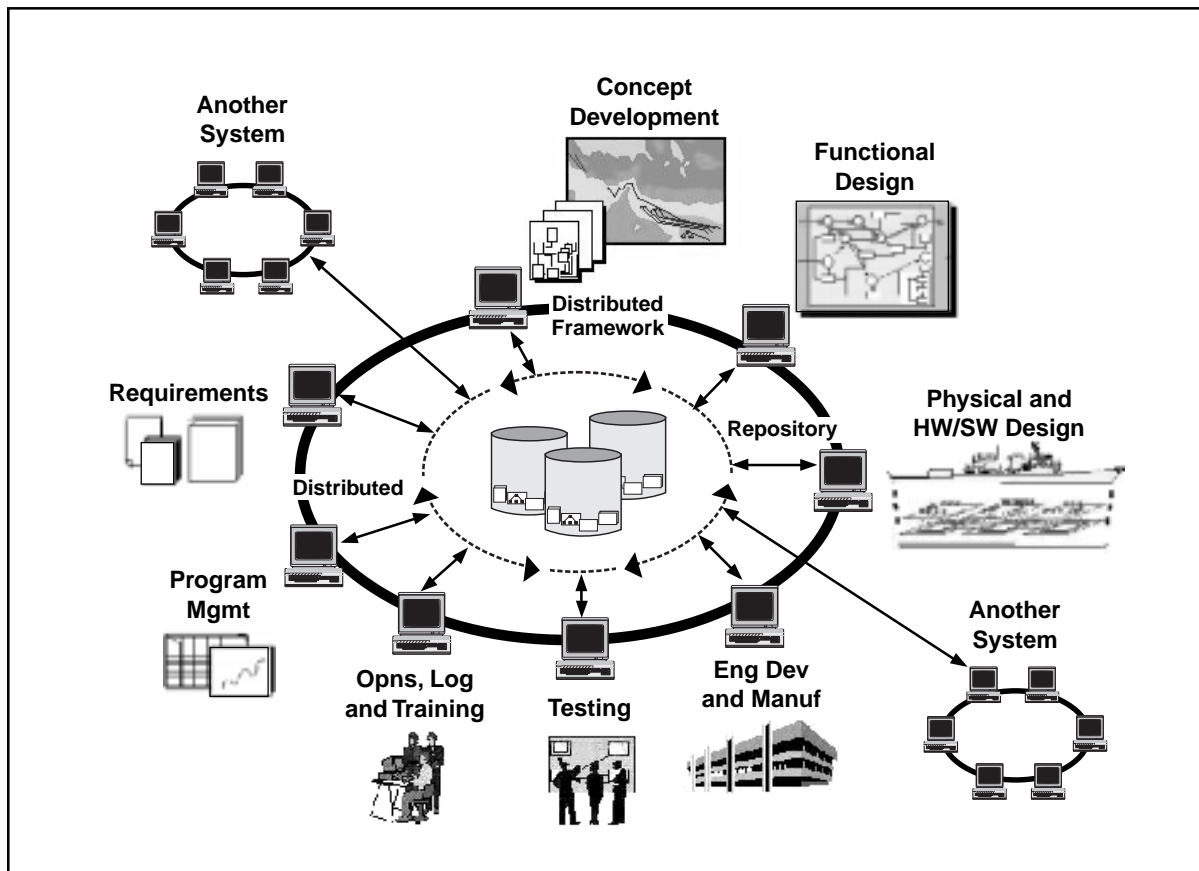 Another
System
Concept
Development
Functional
Design
Distributed
Framework
Requirements
Repository
Physical and
HW/SW Design
Distributed
Program
Mgmt
Another
System
Opns, Log
and Training
Testing
Eng Dev
and Manuf